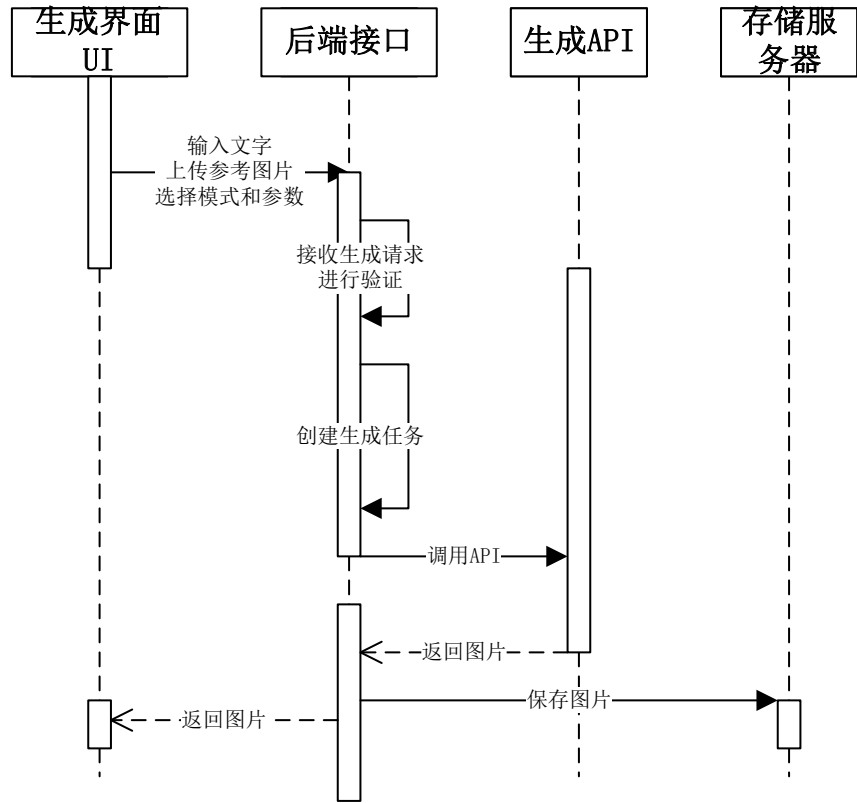 生成界面
UI
后端接口
生成API
存储服
务器
输入文字
上传参考图片
选择模式和参数
接收生成请求
进行验证
创建生成任务
调用API
返回图片
保存图片
返回图片